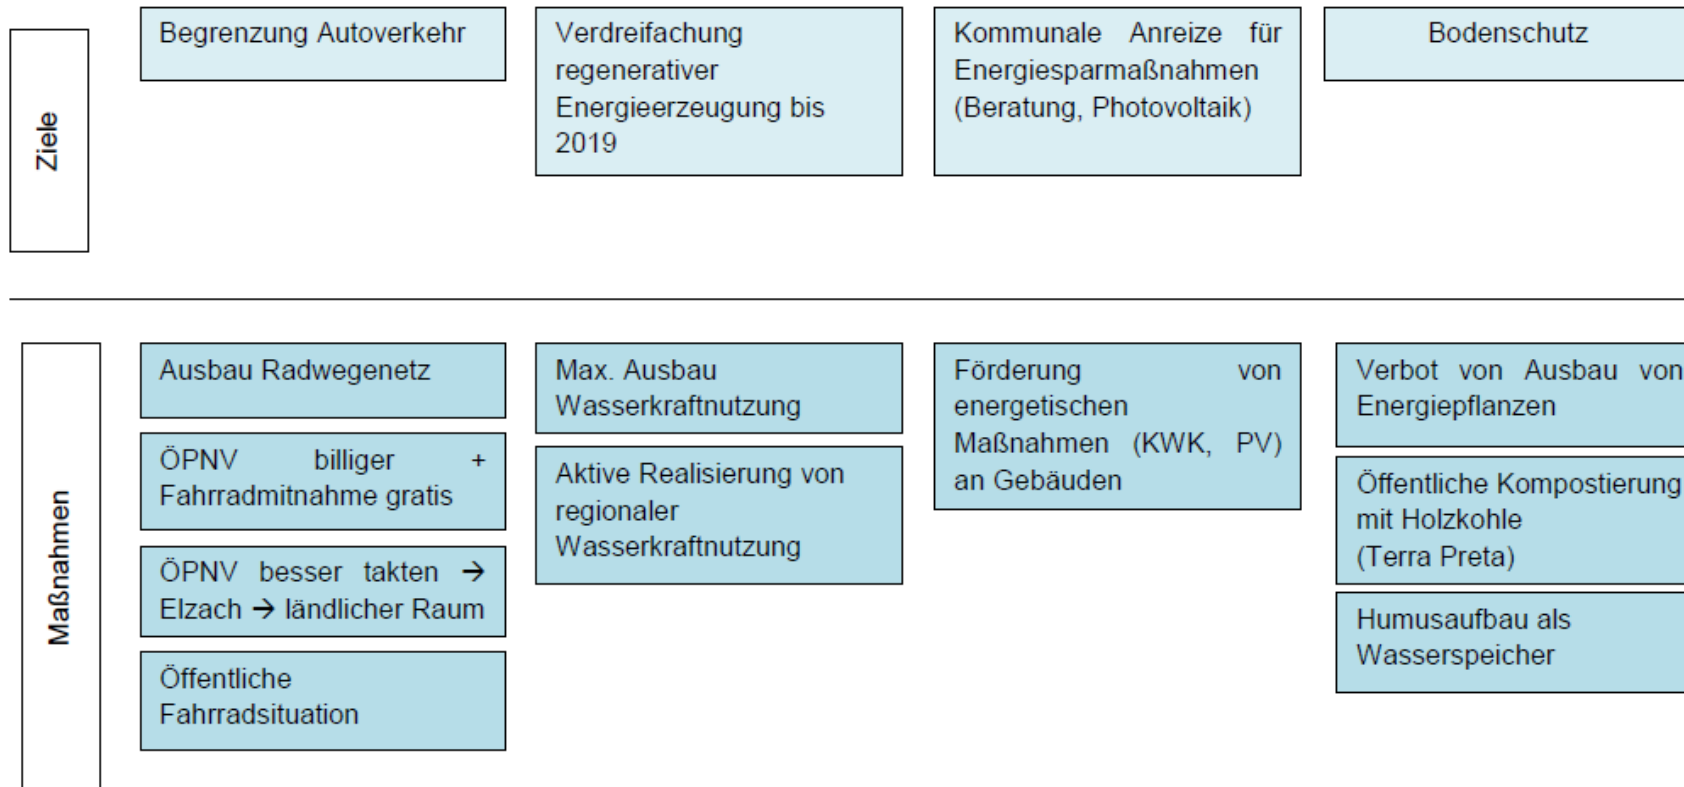 Ziele
Begrenzung Autoverkehr
Verdreifachung
regenerativer
Energieerzeugung bis
2019
Kommunale Anreize für
Energiesparmaßnahmen
(Beratung, Photovoltaik)
Bodenschutz
Maßnahmen
Ausbau Radwegenetz
ÖPNV billiger +
Fahrradmitnahme gratis
ÖPNV besser takten →
Elzach → ländlicher Raum
Öffentliche
Fahrradsituation
Max. Ausbau
Wasserkraftnutzung
Aktive Realisierung von
regionaler
Wasserkraftnutzung
Förderung von
energetischen
Maßnahmen (KWK, PV)
an Gebäuden
Verbot von Ausbau von
Energiepflanzen
Öffentliche Kompostierung
mit Holzkohle
(Terra Preta)
Humusaufbau als
Wasserspeicher